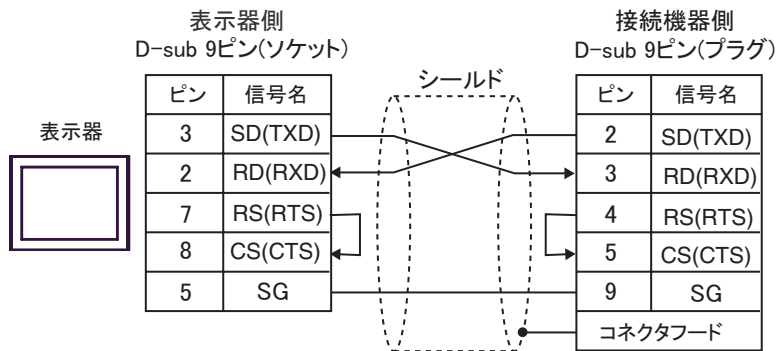 表示器側
D-sub 9ピン(ソケット)
接続機器側
D-sub 9ピン(プラグ)
シールド
表示器
ピン 信号名
3 SD(TXD)
2 RD(RXD)
7 RS(RTS)
8 CS(CTS)
5 SG
ピン 信号名
2 SD(TXD)
3 RD(RXD)
4 RS(RTS)
5 CS(CTS)
9 SG
コネクタフード